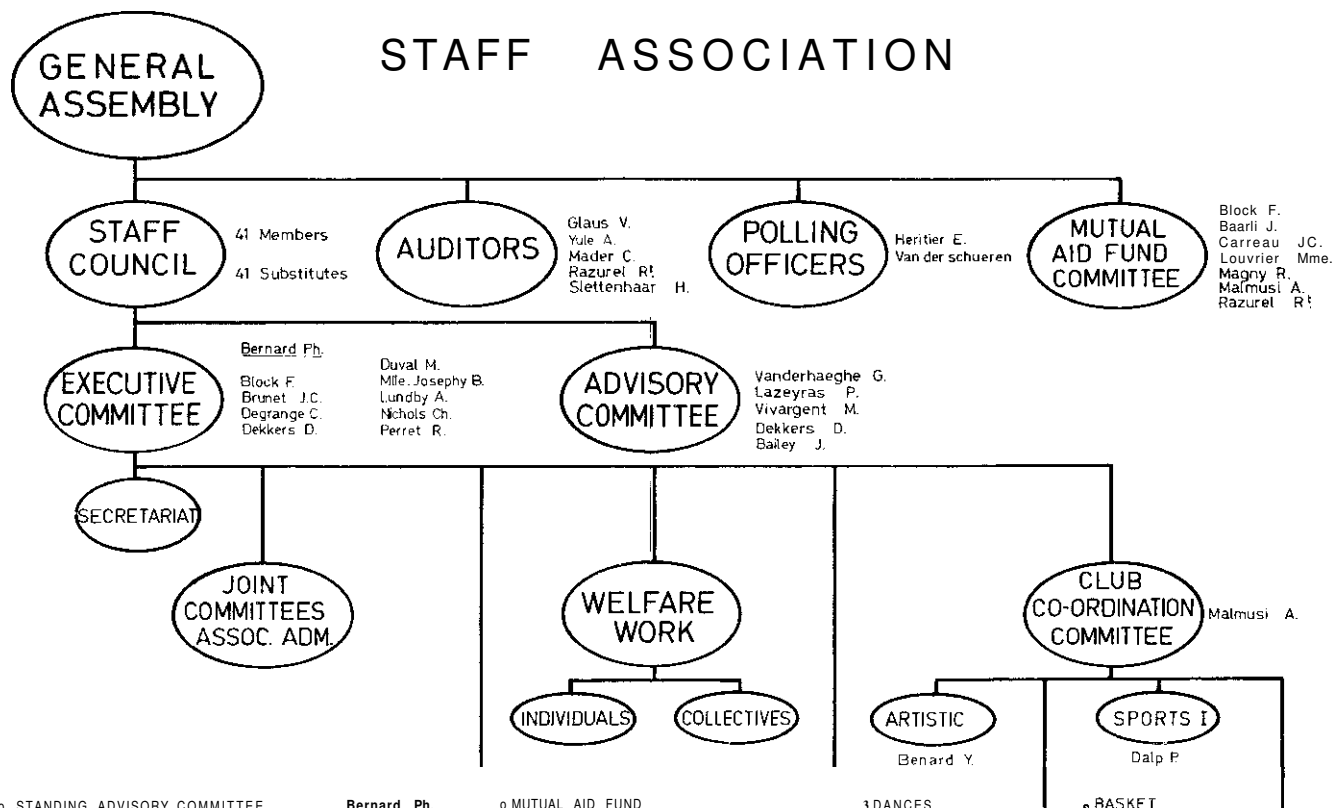 STAFF ASSOCIATION
GENERAL
ASSEMBLY
STAFF
COUNCIL
41 Members
41 Substitutes
AUDITORS
Glaus V.
Yule A.
Mader C.
Razurel Rt.
Slettenhaar H.
POLLING
OFFICERS
Heritier E.
Van der schueren
MUTUAL
AID FUND
COMMITTEE
Block F.
Baarli J.
Carreau JC.
Louvrier Mme.
Magny R.
Malmusi A.
Razurel Rt.
EXECUTIVE
COMMITTEE
Bernard Ph.
Block F.
Brunet J.C.
Degrange C.
Dekkers D.
Duval M.
Mlle. Josephy B.
Lundby A.
Nichols Ch.
Perret R.
ADVISORY
COMMITTEE
Vanderhaeghe G.
Lazeyras P.
Vivargent M.
Dekkers D.
Bailey J.
SECRETARIAT
JOINT
COMMITTEES
ASSOC. ADM.
WELFARE
WORK
CLUB
CO-ORDINATION
COMMITTEE
Malmusi A.
INDIVIDUALS
COLLECTIVES
ARTISTIC
Benard Y.
SPORTS I
Dalp P.
o STANDING ADVISORY COMMITTEE
Bernard Ph.
o MUTUAL AID FUND
3 DANCES
o BASKET